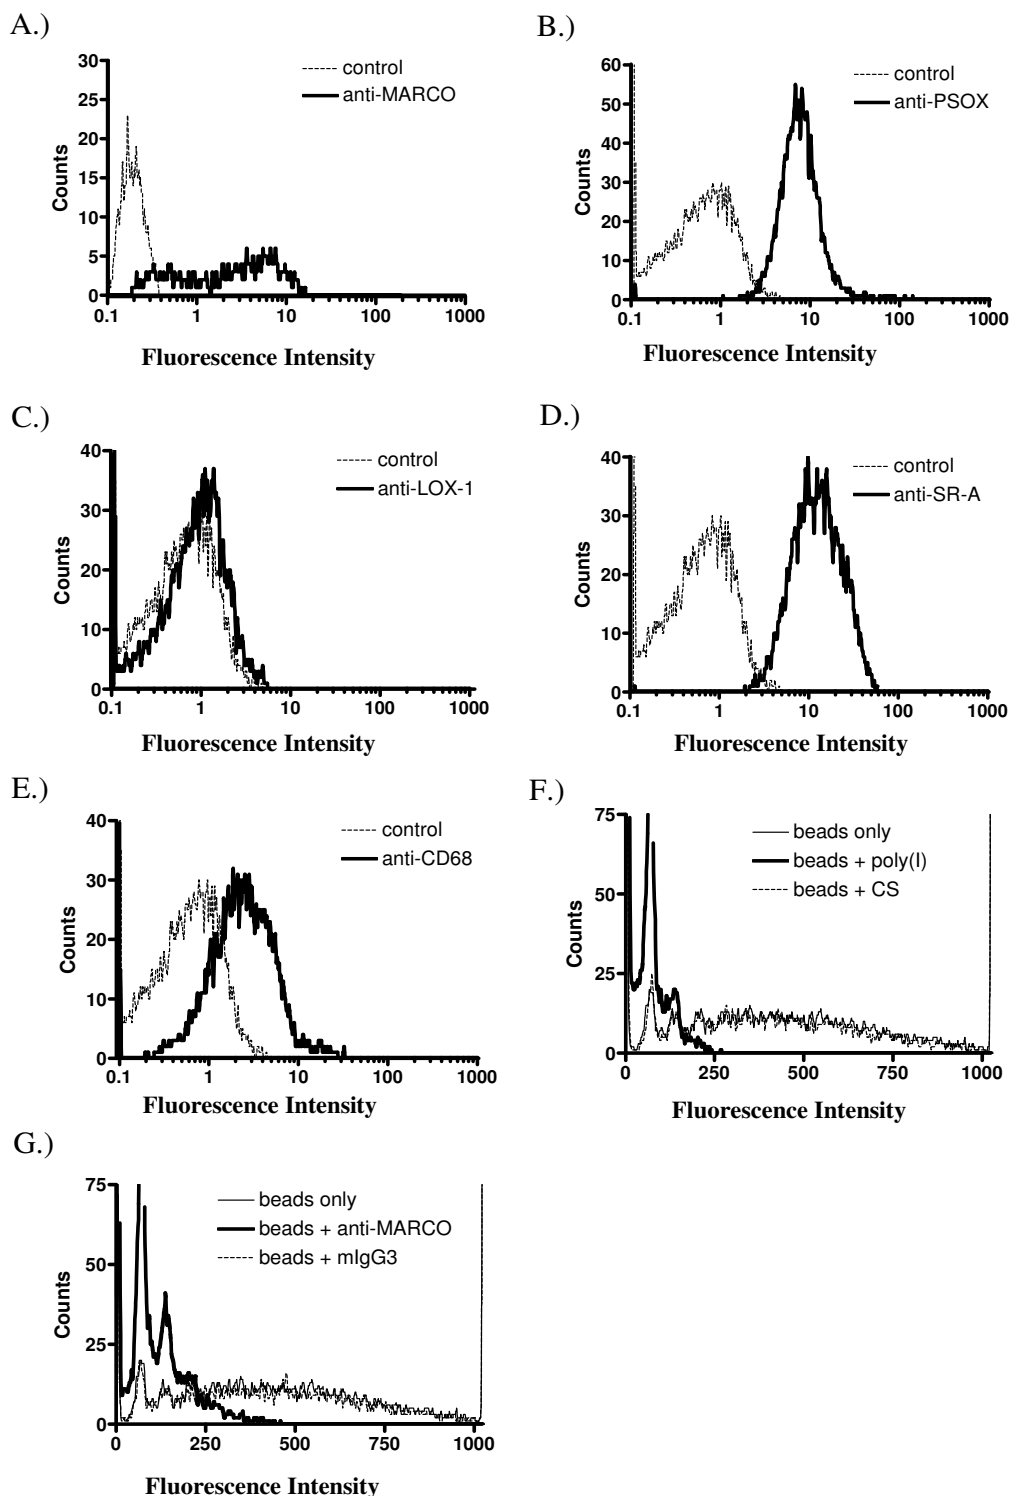 A.)
30
25
20
15
10
5
0
Counts
control
anti-MARCO
0.1 1 10 100 1000
Fluorescence Intensity
B.)
60
50
40
30
20
10
0
Counts
control
anti-PSOX
0.1 1 10 100 1000
Fluorescence Intensity
C.)
40
30
20
10
0
Counts
control
anti-LOX-1
0.1 1 10 100 1000
Fluorescence Intensity
D.)
40
30
20
10
0
Counts
control
anti-SR-A
0.1 1 10 100 1000
Fluorescence Intensity
E.)
40
30
20
10
0
Counts
control
anti-CD68
0.1 1 10 100 1000
Fluorescence Intensity
F.)
75
50
25
0
Counts
beads only
beads + poly(I)
beads + CS
0 250 500 750 1000
Fluorescence Intensity
G.)
75
50
25
0
Counts
beads only
beads + anti-MARCO
beads + mIgG3
0 250 500 750 1000
Fluorescence Intensity